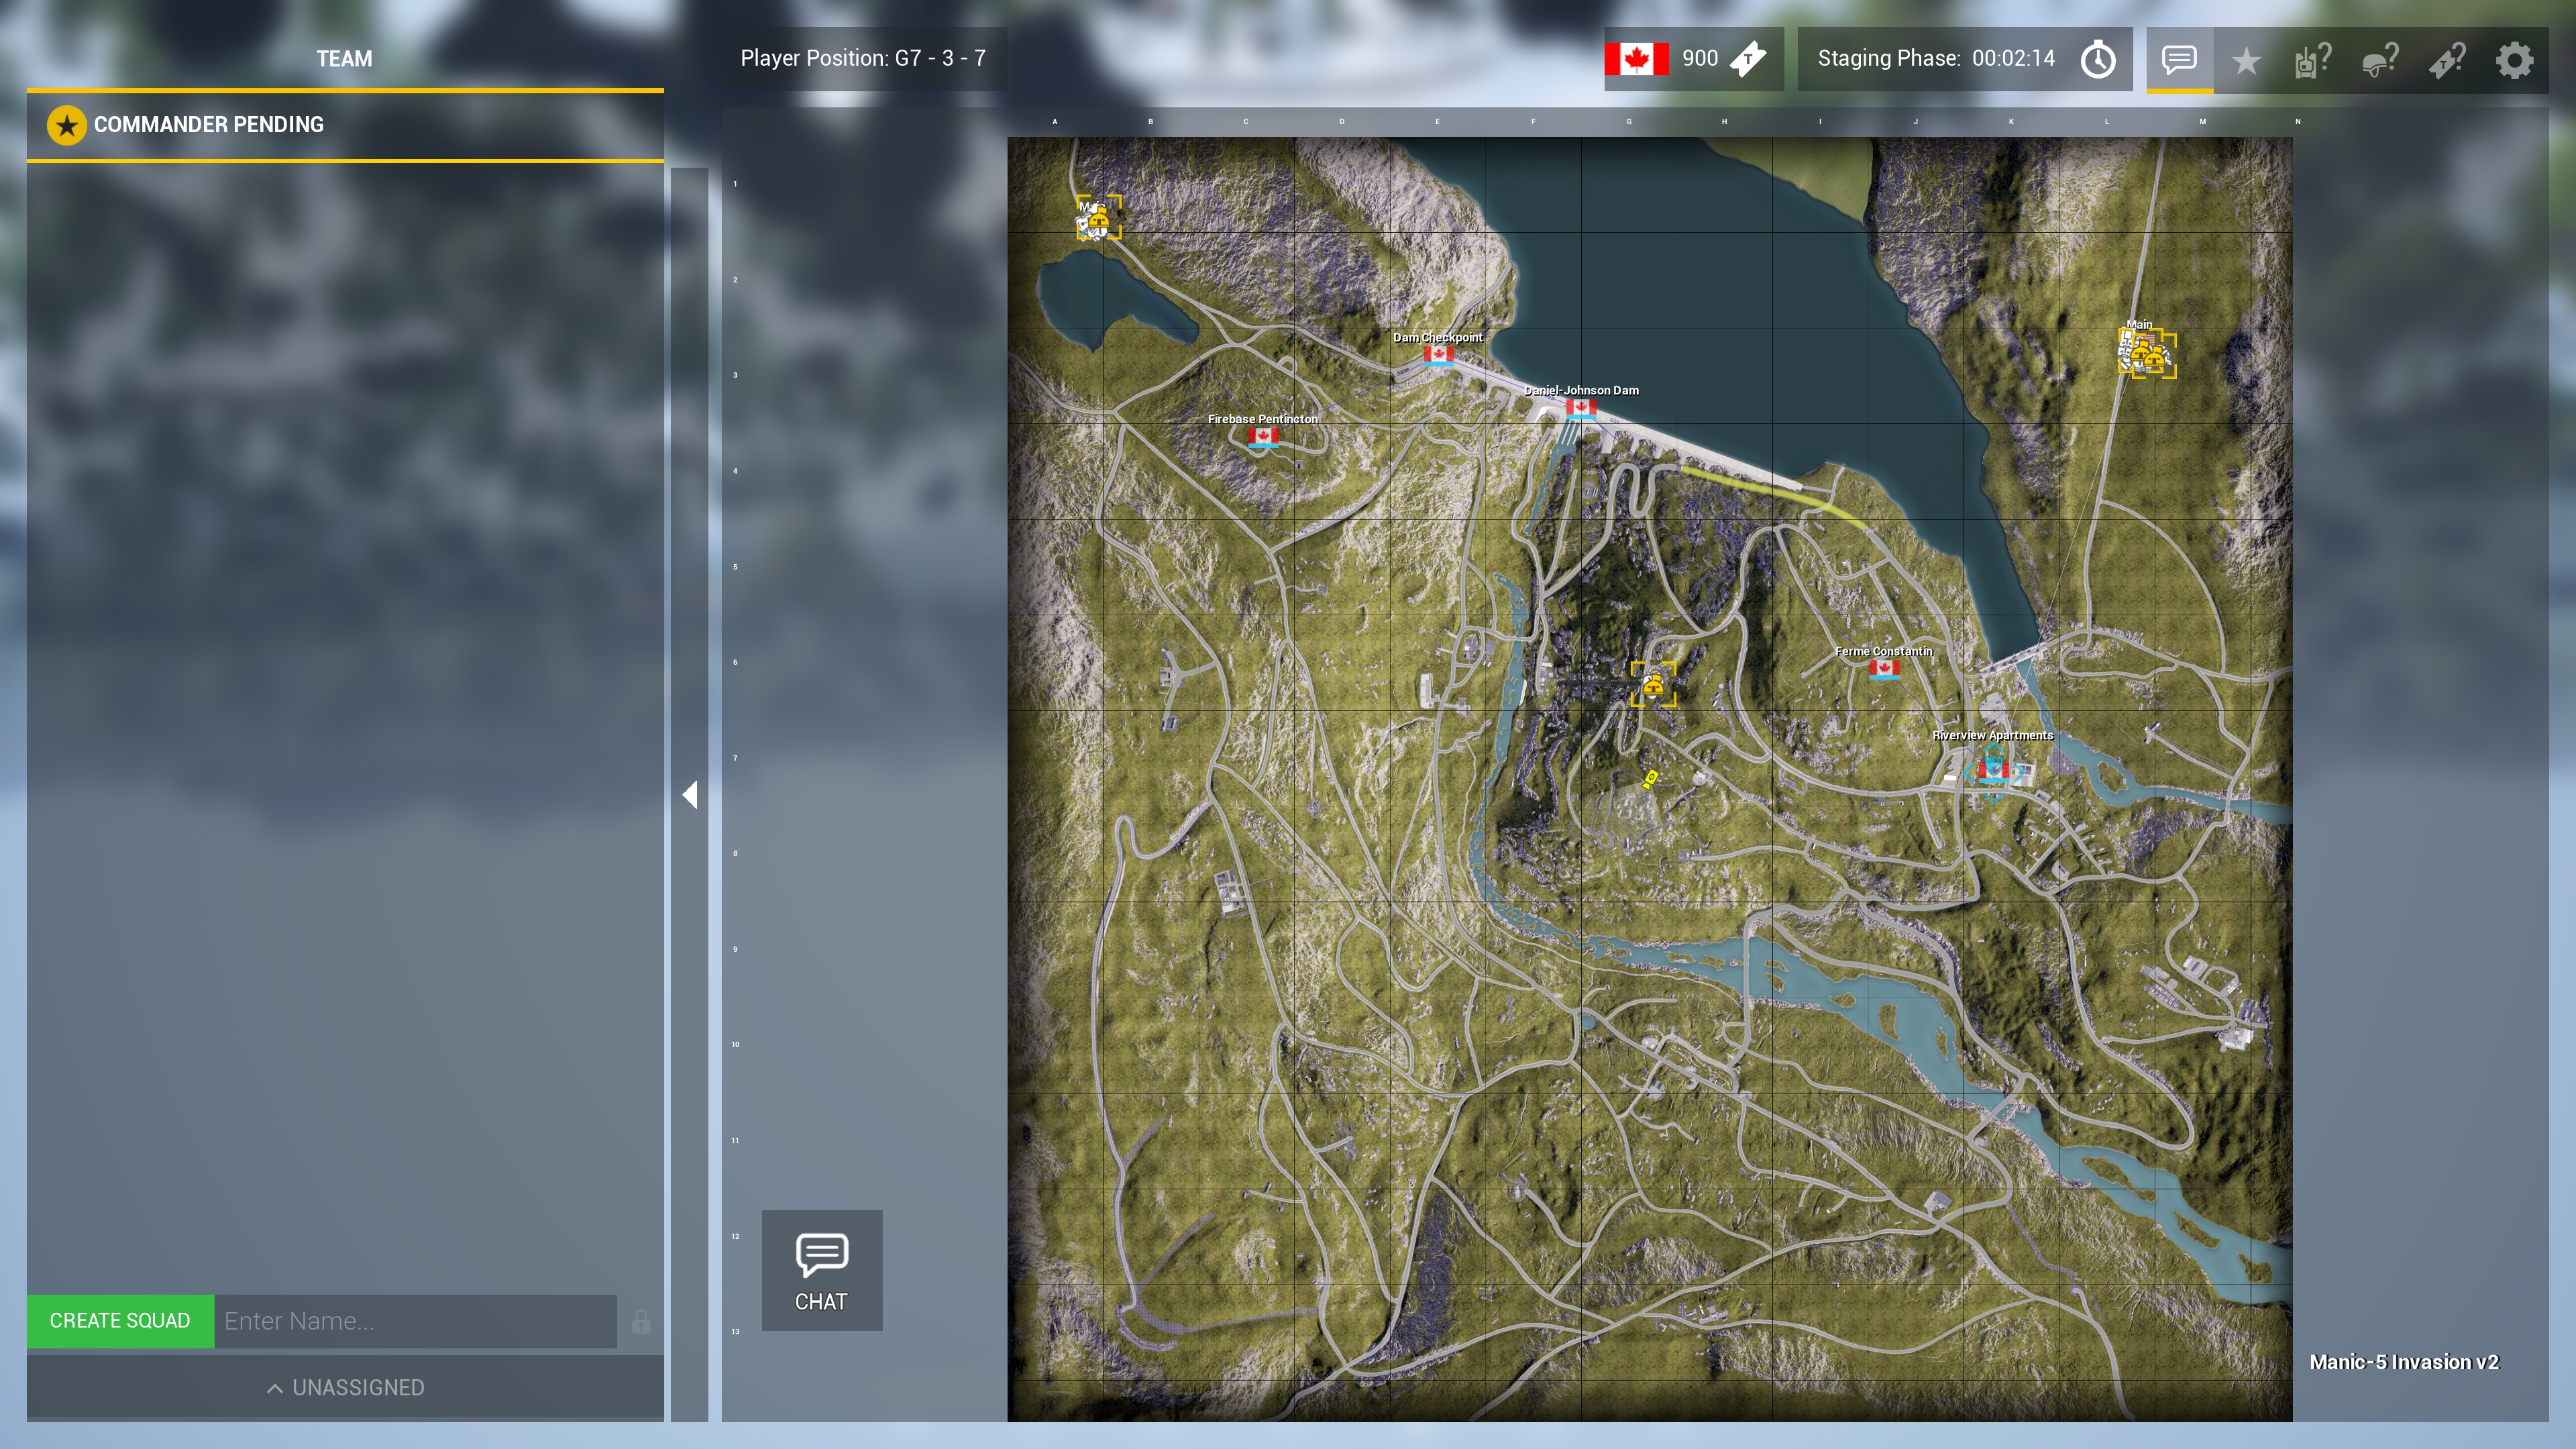 TEAM
Player Position: G7 - 3 - 7
900
T
Staging Phase: 00:02:14
? ? T?
COMMANDER PENDING
A B C D E F G H I J K L M N
1
2
3
4
5
6
7
8
9
10
11
12
13
Main
Dam Checkpoint
Daniel-Johnson Dam
Firebase Pentington
Ferme Constantin
Riverview Apartments
CHAT
CREATE SQUAD Enter Name...
UNASSIGNED
Manic-5 Invasion v2